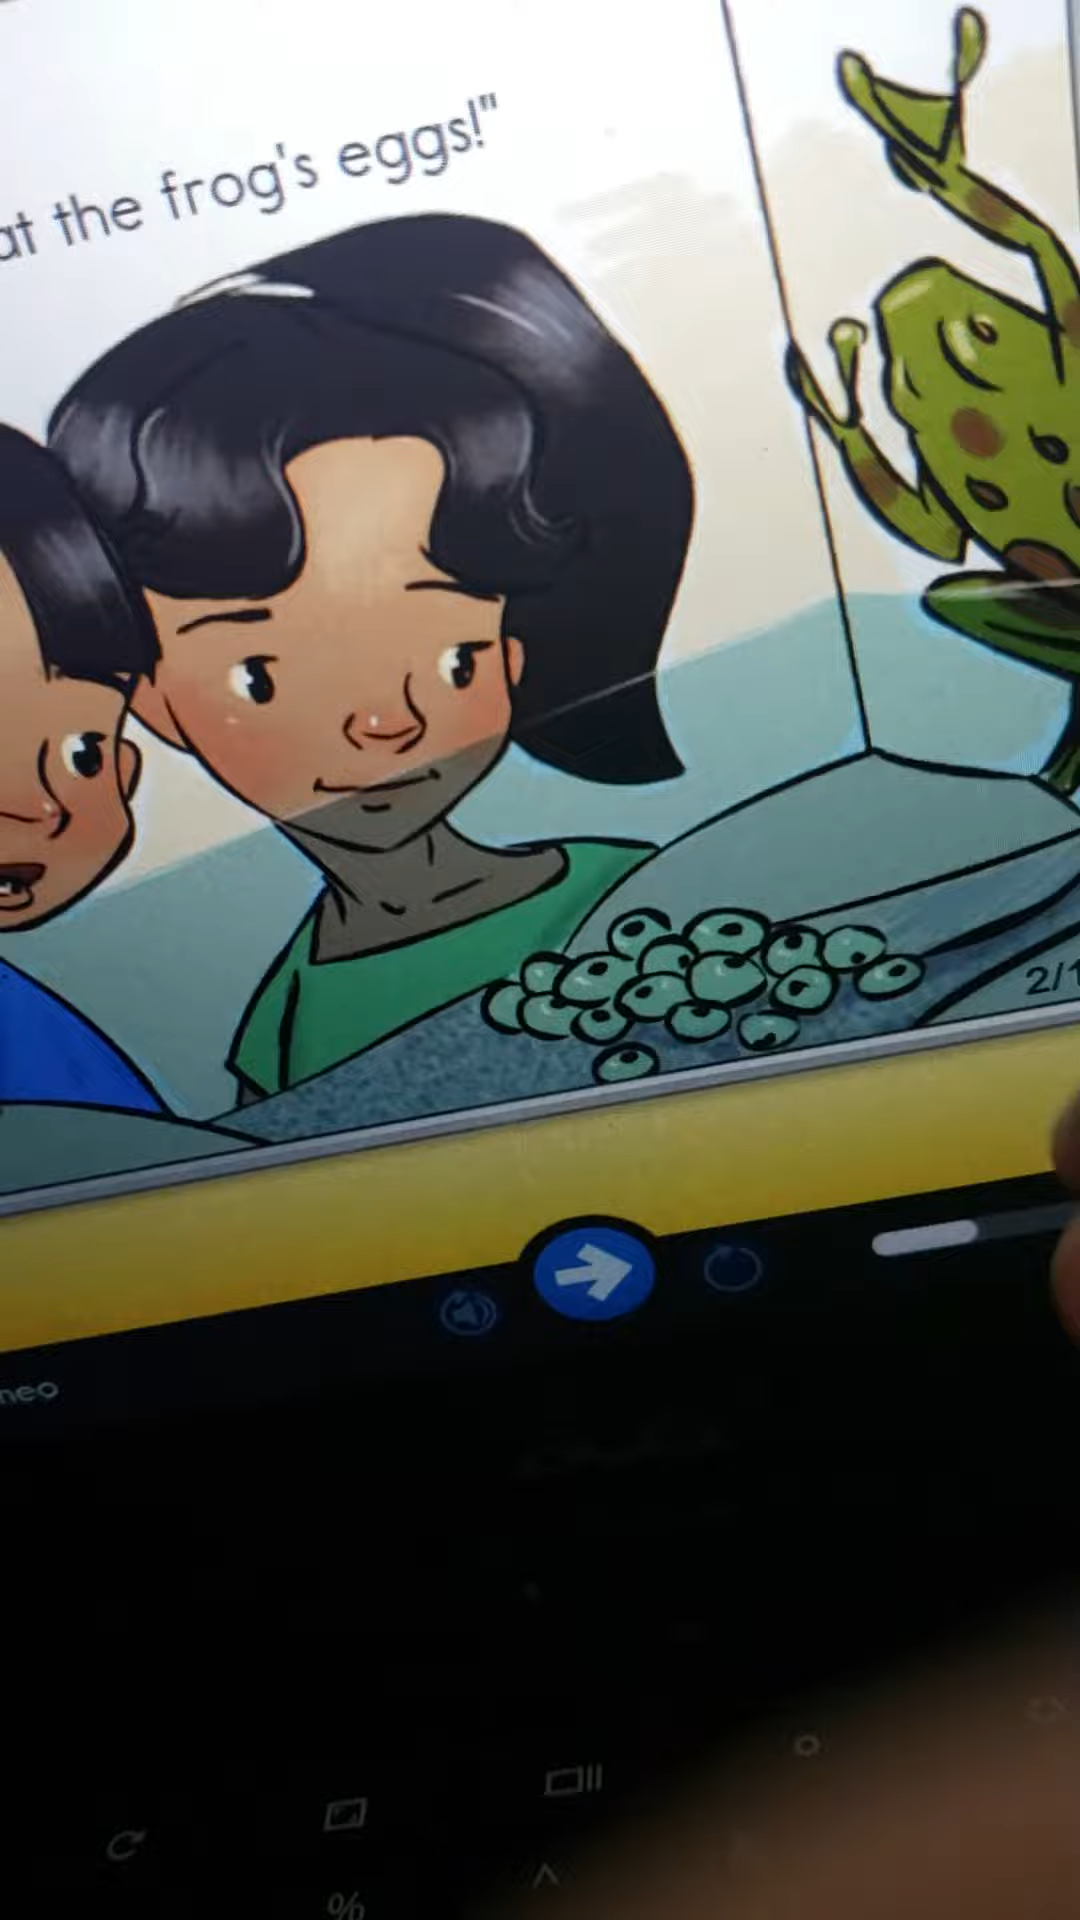 at the frog's eggs!"
2/1
neo
%
^